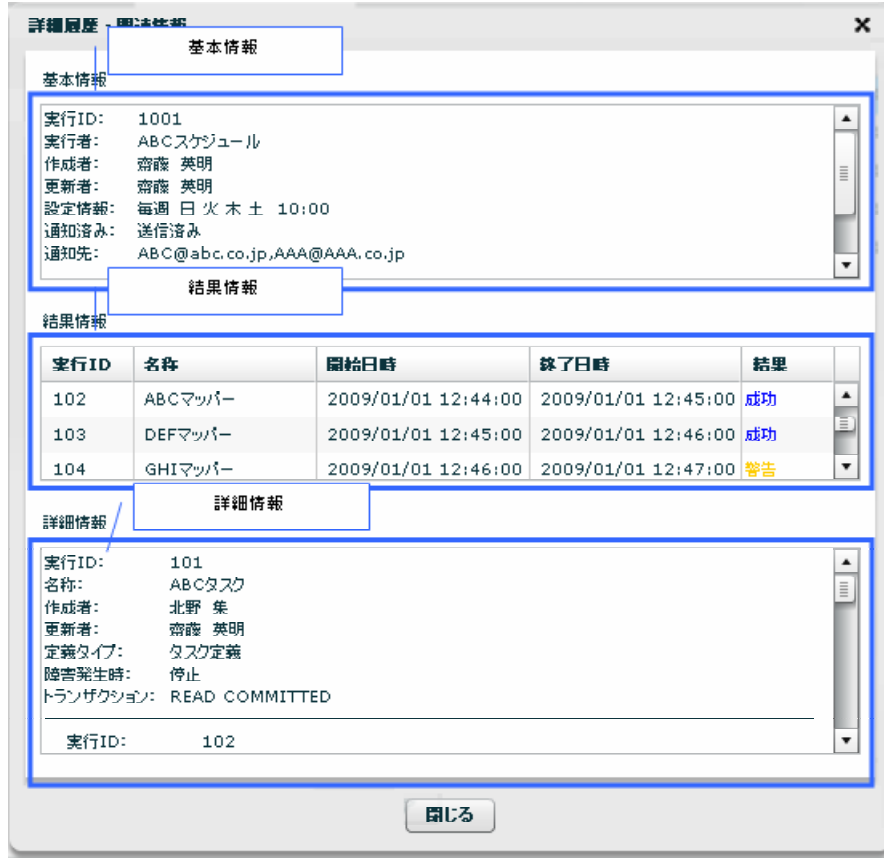 詳細履歴 - 関連情報
基本情報
基本情報
実行ID: 1001
実行者: ABCスケジュール
作成者: 齋藤 英明
更新者: 齋藤 英明
設定情報: 毎週 日 火 木 土 10:00
通知済み: 送信済み
通知先: ABC@abc.co.jp,AAA@AAA.co.jp
結果情報
結果情報
実行ID 名称 開始日時 終了日時 結果
102 ABCマッパー 2009/01/01 12:44:00 2009/01/01 12:45:00 成功
103 DEFマッパー 2009/01/01 12:45:00 2009/01/01 12:46:00 成功
104 GHIマッパー 2009/01/01 12:46:00 2009/01/01 12:47:00 警告
詳細情報
詳細情報
実行ID: 101
名称: ABCタスク
作成者: 北野 集
更新者: 齋藤 英明
定義タイプ: タスク定義
障害発生時: 停止
トランザクション: READ COMMITTED
実行ID: 102
閉じる